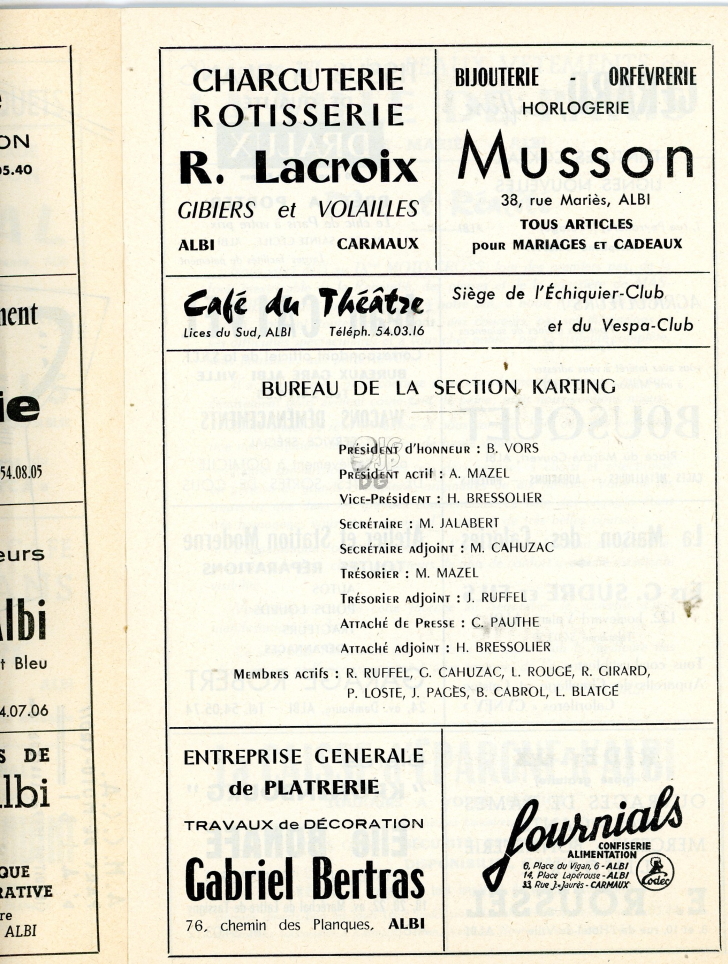 ON
05.40
ment
ie
54.08.05
eurs
Albi
t Bleu
4.07.06
S DE
lbi
QUE
RATIVE
re
ALBI
CHARCUTERIE
ROTISSERIE
R. Lacroix
GIBIERS et VOLAILLES
ALBI CARMAUX
BIJOUTERIE - ORFÈVRERIE
HORLOGERIE
Musson
38, rue Mariès, ALBI
TOUS ARTICLES
pour MARIAGES ET CADEAUX
Café du Théâtre
Lices du Sud, ALBI Téléph. 54.03.16
Siège de l'Échiquier-Club
et du Vespa-Club
BUREAU DE LA SECTION KARTING
Président d'honneur : B. VORS
Président actif : A. MAZEL
Vice-Président : H. BRESSOLIER
Secrétaire : M. JALABERT
Secrétaire adjoint : M. CAHUZAC
Trésorier : M. MAZEL
Trésorier adjoint : J. RUFFEL
Attaché de Presse : C. PAUTHE
Attaché adjoint : H. BRESSOLIER
Membres actifs : R. RUFFEL, G. CAHUZAC, I. ROUGÉ, R. GIRARD,
P. LOSTE, J. PAGÈS, B. CABROL, L. BLATGÉ
ENTREPRISE GENERALE
de PLATRERIE
TRAVAUX de DÉCORATION
Gabriel Bertras
76, chemin des Planques, ALBI
fournials
CONFISERIE
ALIMENTATION
6, Place du Vigan, 6 - ALBI
14, Place Lapérouse - ALBI
33 Rue J-Jaurés - CARMAUX
Codec